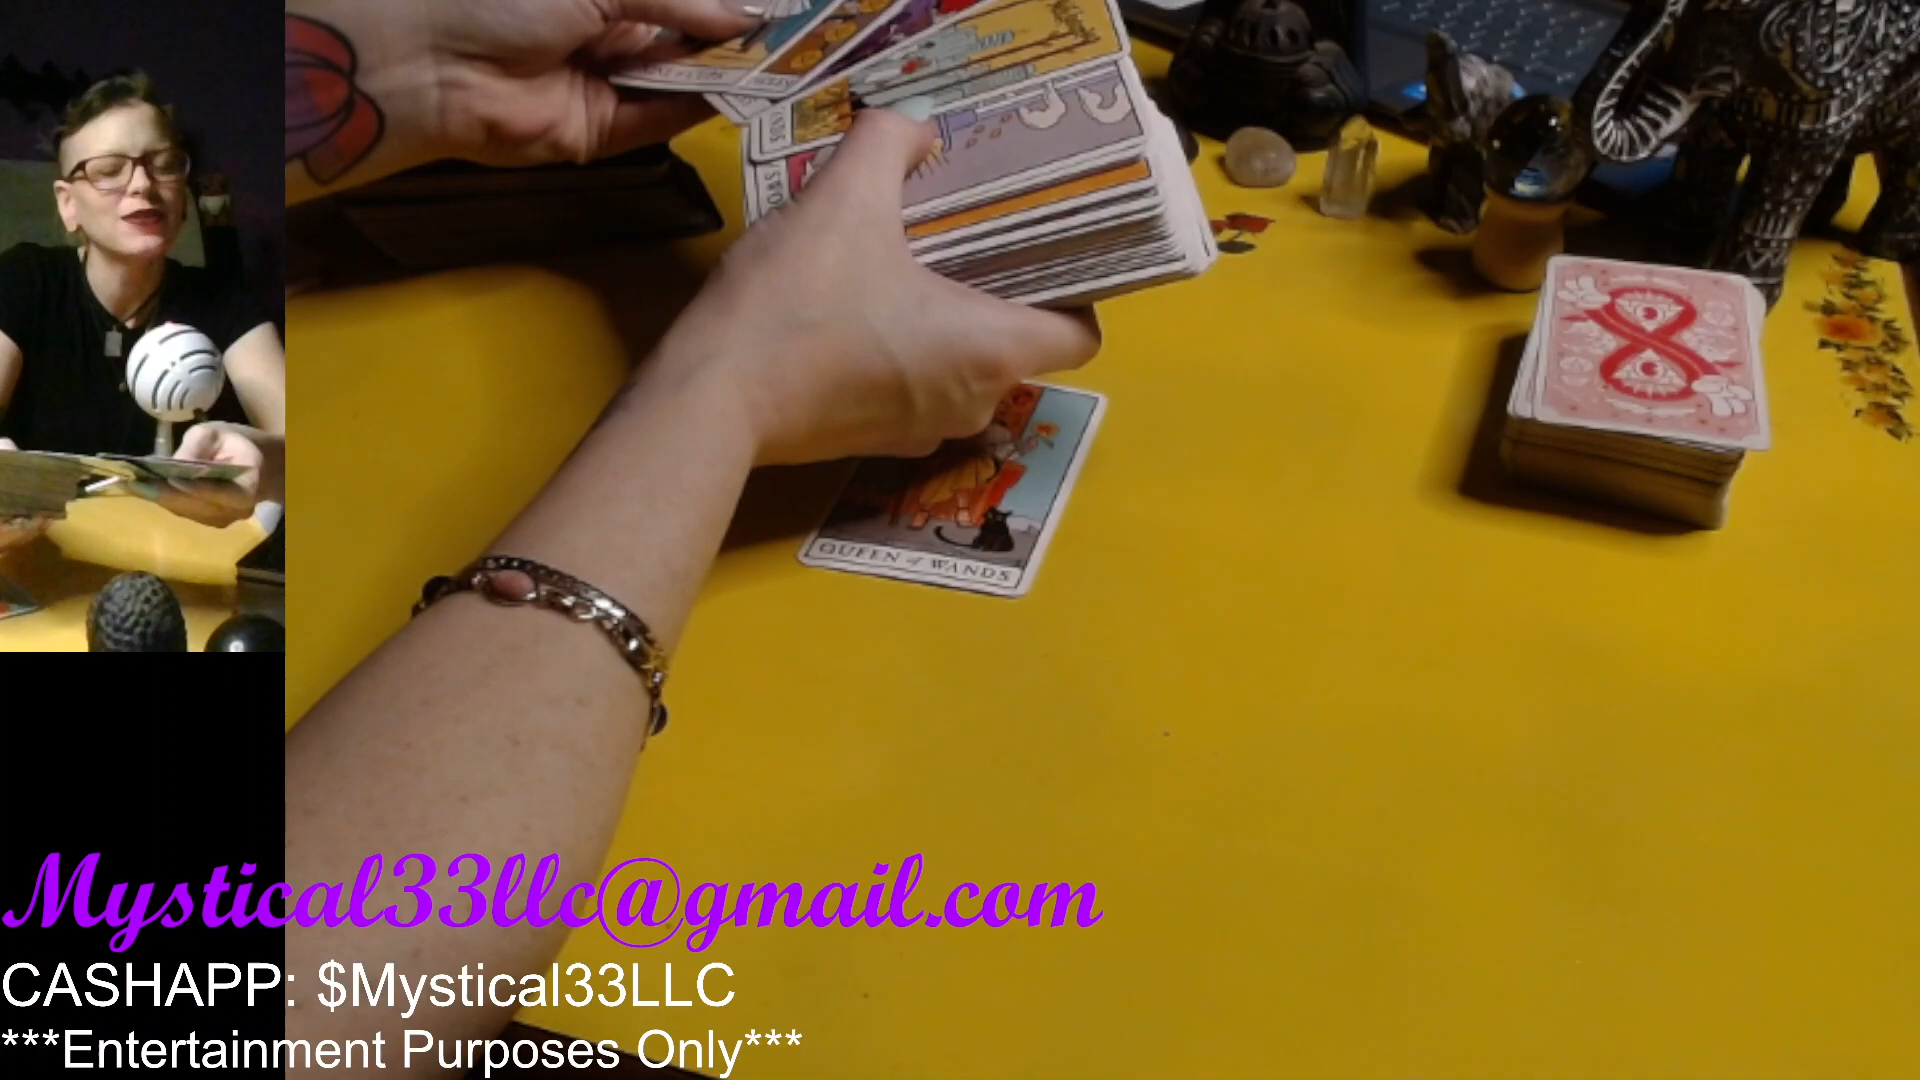 QUEEN of WANDS
Mystical33llc@gmail.com
CASHAPP: $Mystical33LLC
***Entertainment Purposes Only***